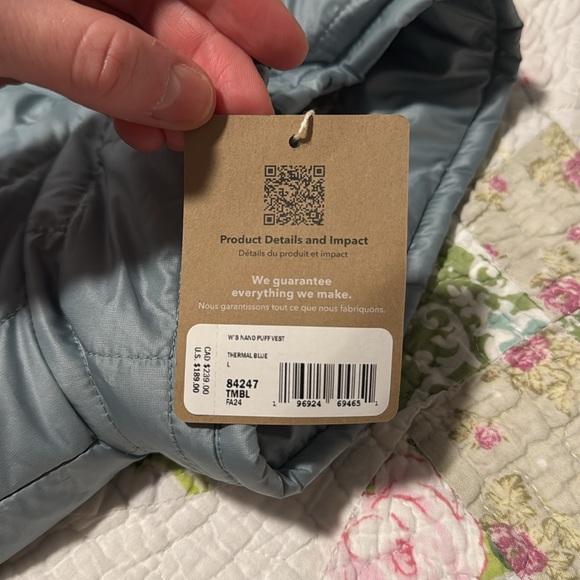 Product Details and Impact
Détails du produit et impact
We guarantee
everything we make.
Nous garantissons tout ce que nous fabriquons.
W'S NANO PUFF VEST
THERMAL BLUE
L
84247
TMBL
FA24
CAD $239.00
U.S. $189.00
1 96924 69465 1